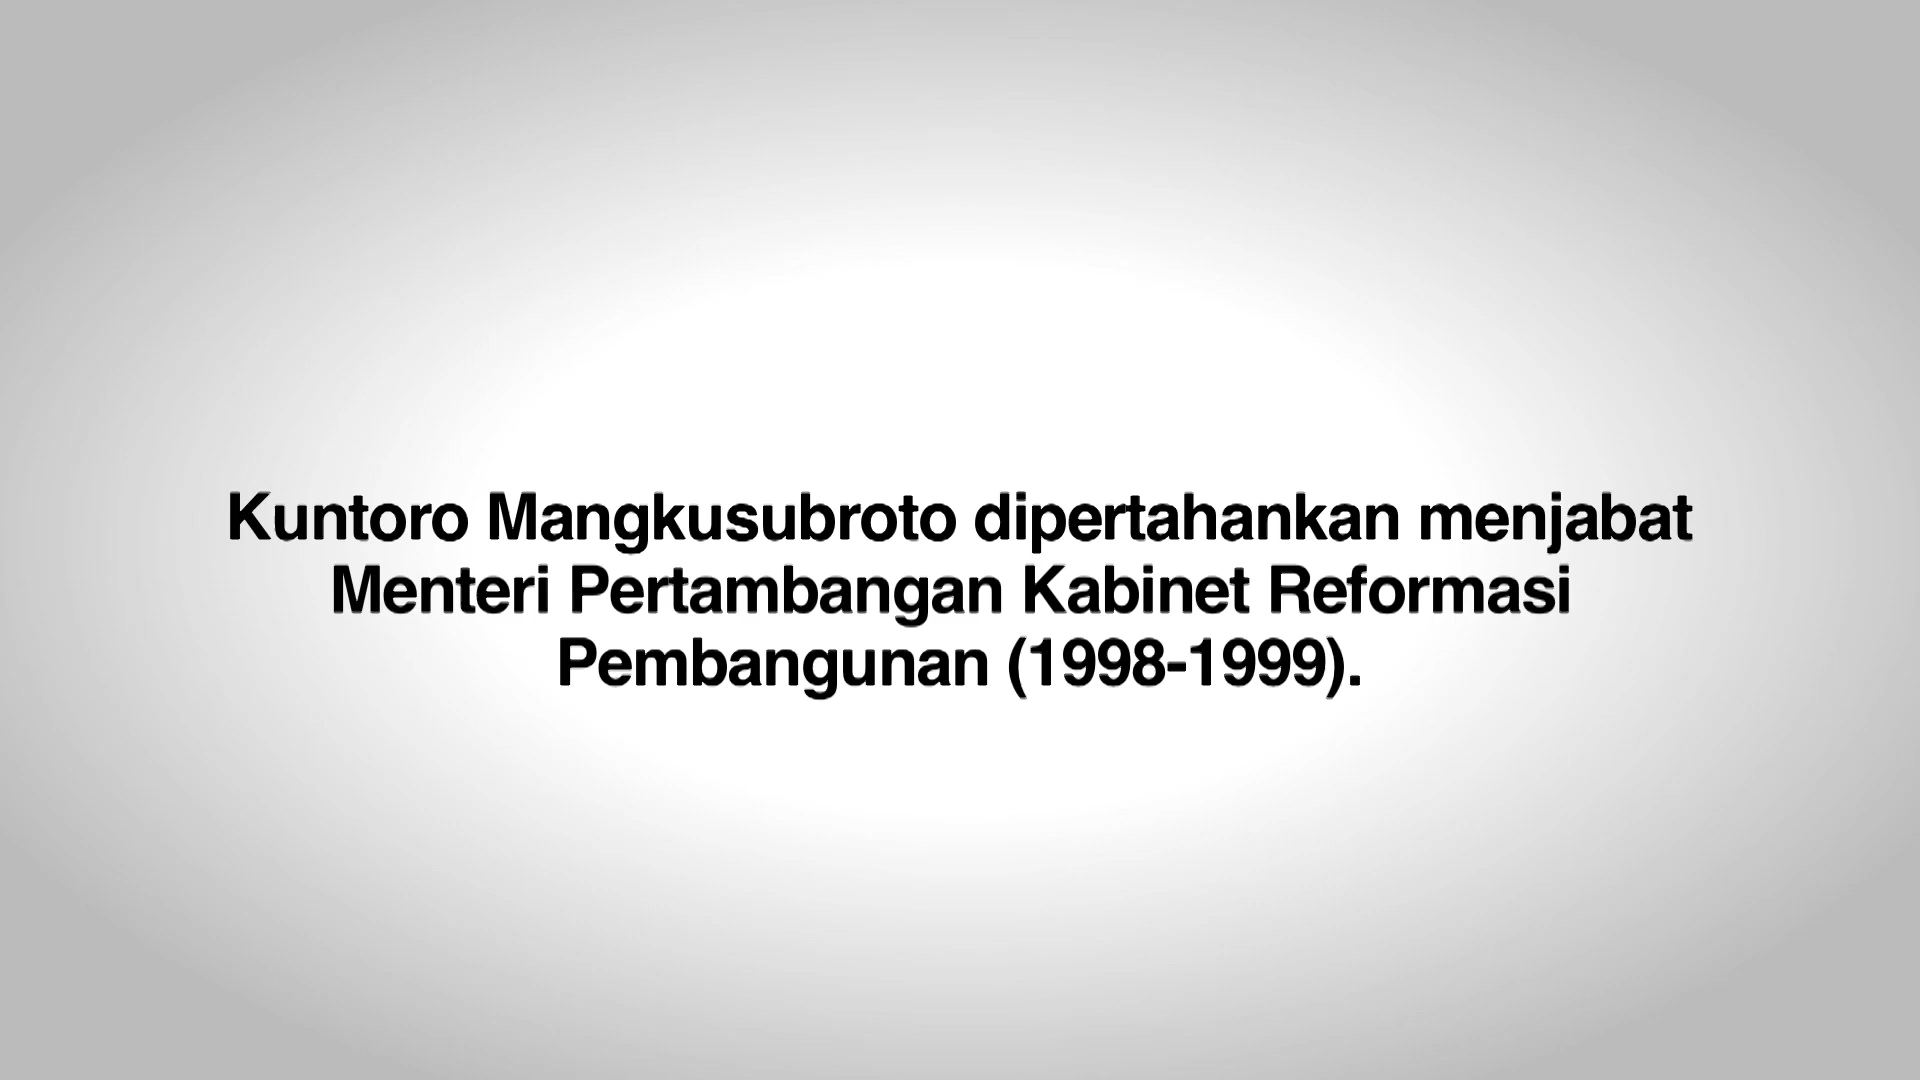 Kuntoro Mangkusubroto dipertahankan menjabat
Menteri Pertambangan Kabinet Reformasi
Pembangunan (1998-1999).